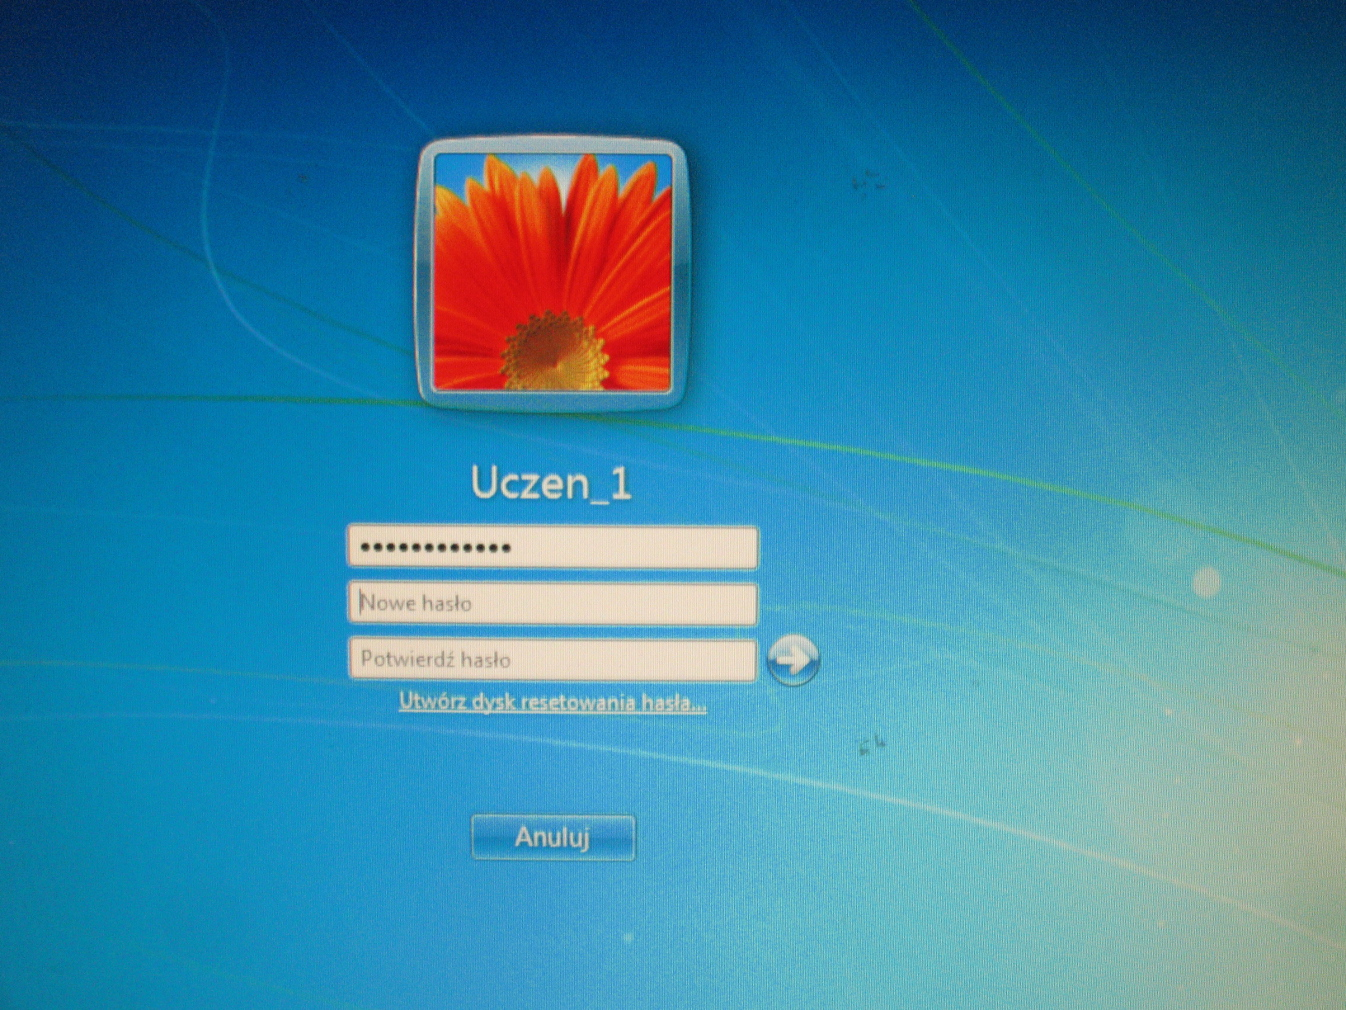 Uczen_1
••••••••••••
Nowe hasło
Potwierdź hasło
Utwórz dysk resetowania hasła...
Anuluj